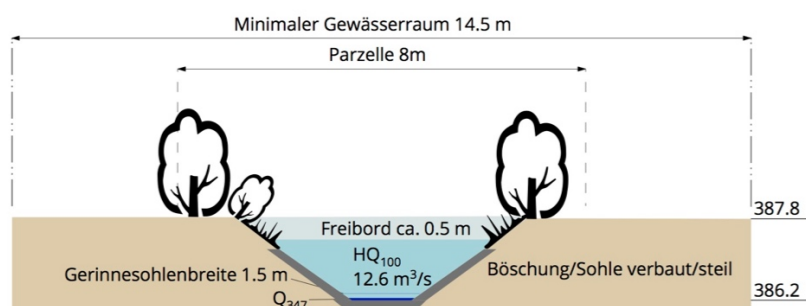 Minimaler Gewässerraum 14.5 m
Parzelle 8m
387.8
Freibord ca. 0.5 m
HQ100
12.6 m³/s
Gerinnesohlenbreite 1.5 m
Böschung/Sohle verbaut/steil
386.2
Q347